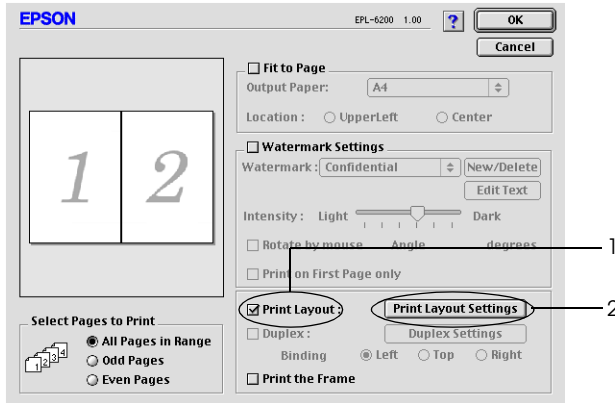 EPSON
EPL-6200 1.00
?
OK
Cancel
Fit to Page
Output Paper: A4
Location : UpperLeft Center
1 2
Watermark Settings
Watermark : Confidential New/Delete
Edit Text
Intensity : Light Dark
Rotate by mouse Angle degrees
1
Print on First Page only
Print Layout : Print Layout Settings
2
Duplex : Duplex Settings
Binding Left Top Right
Print the Frame
Select Pages to Print
1 2 3 4
All Pages in Range
Odd Pages
Even Pages